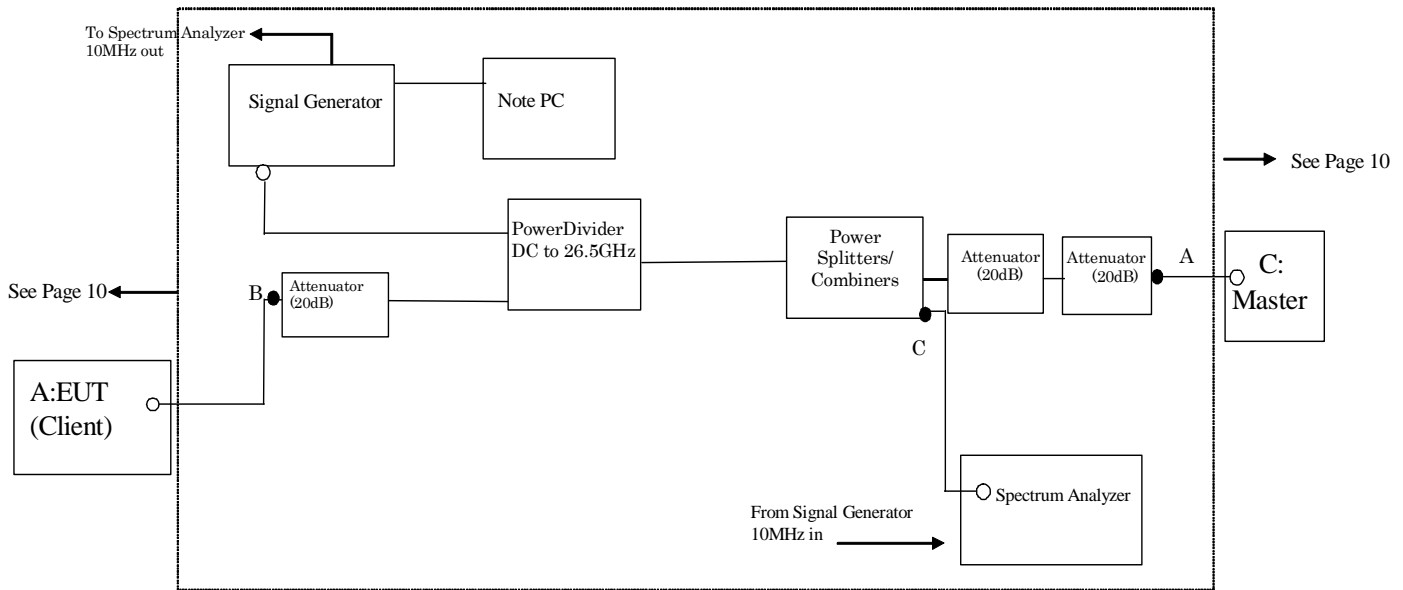 To Spectrum Analyzer
10MHz out
Signal Generator
Note PC
See Page 10
PowerDivider
DC to 26.5GHz
Power
Splitters/
Combiners
Attenuator
(20dB)
Attenuator
(20dB)
A
C:
Master
See Page 10
B
Attenuator
(20dB)
C
A:EUT
(Client)
Spectrum Analyzer
From Signal Generator
10MHz in